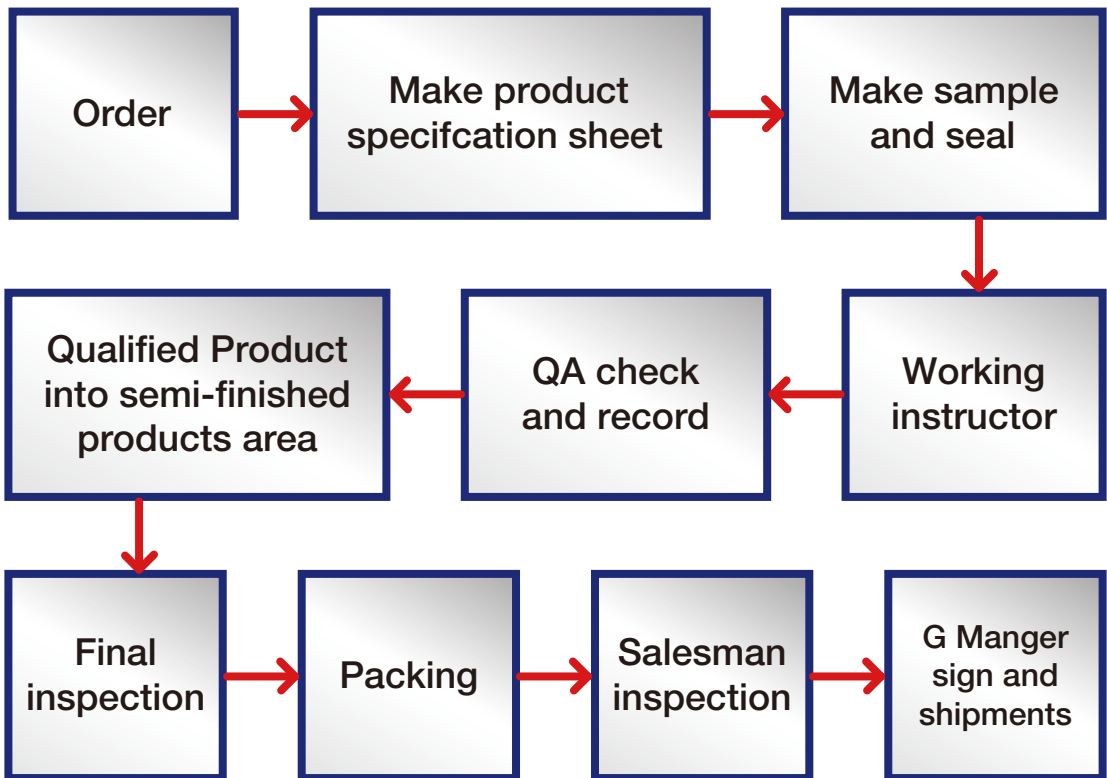 Order
Make product
specifcation sheet
Make sample
and seal
Working
instructor
QA check
and record
Qualified Product
into semi-finished
products area
Final
inspection
Packing
Salesman
inspection
G Manger
sign and
shipments